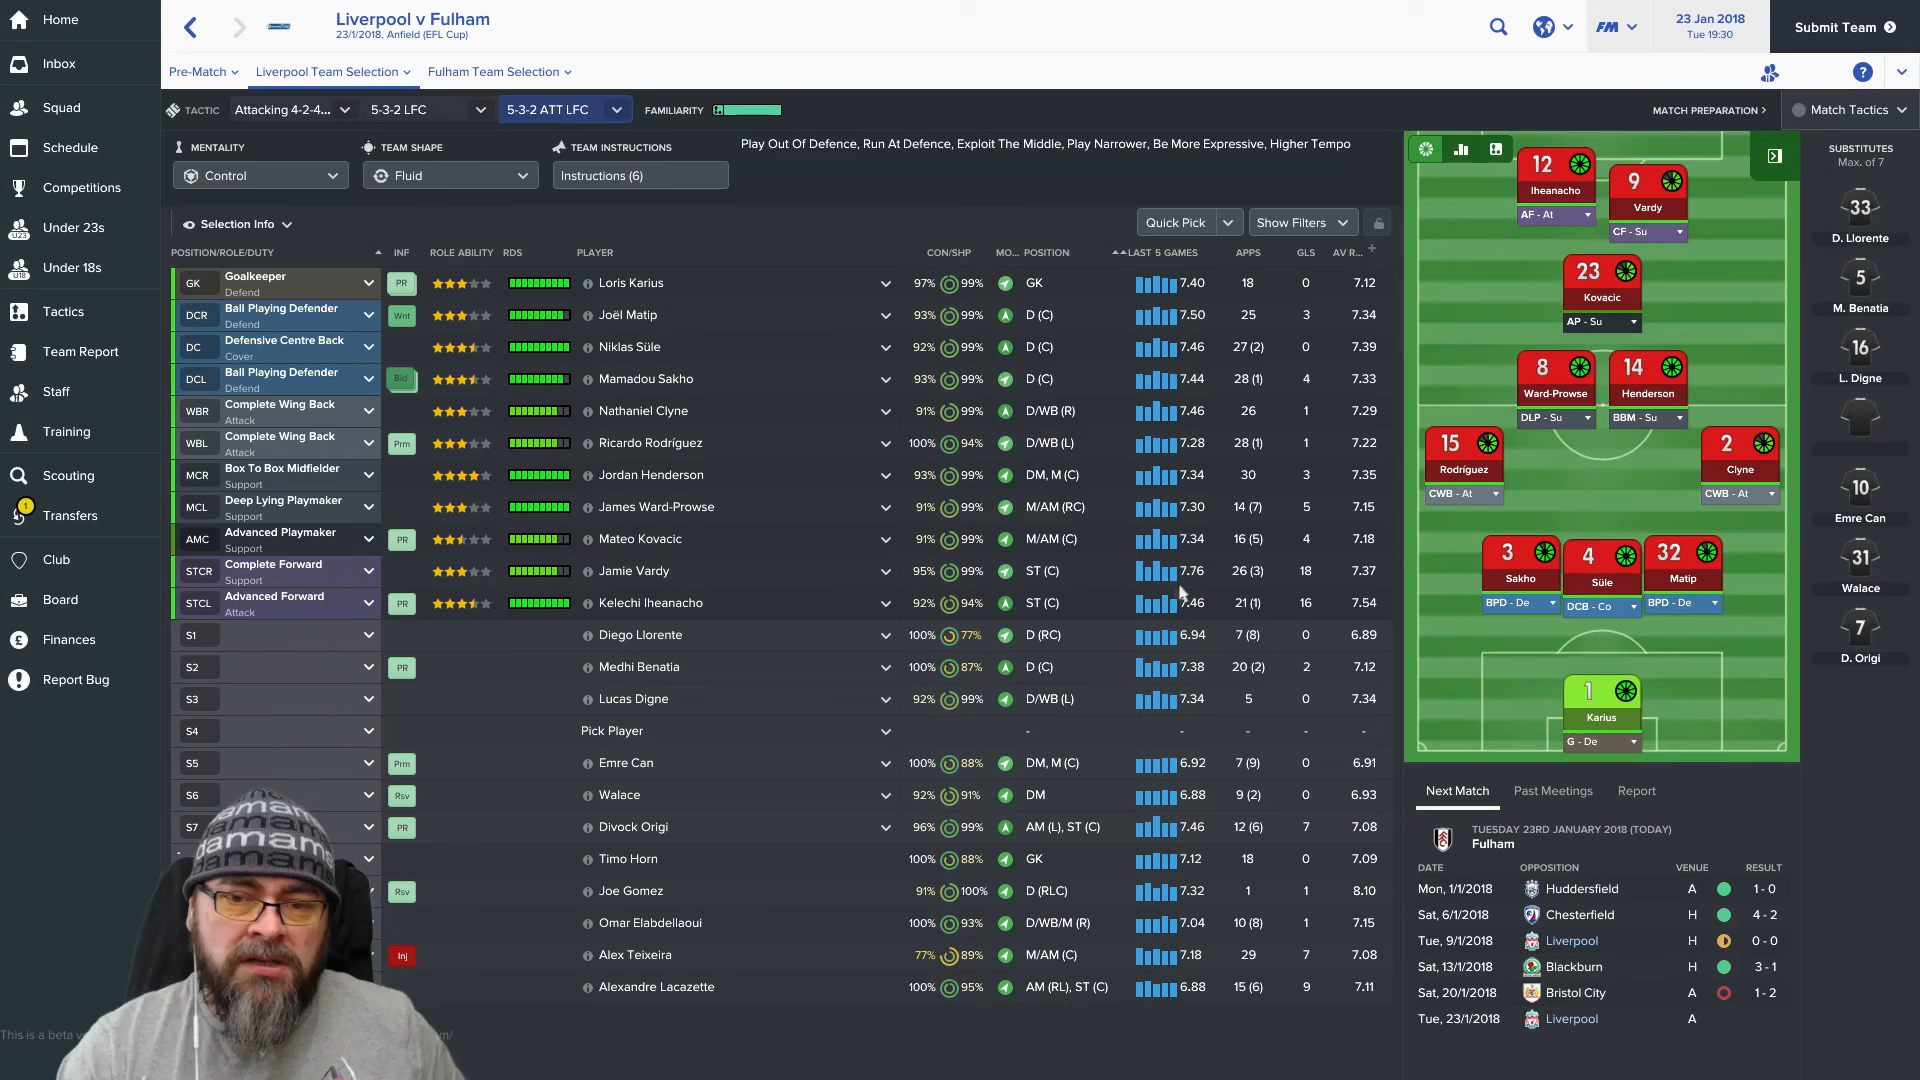 Home
Inbox
Squad
Schedule
Competitions
Under 23s
Under 18s
Tactics
Team Report
Staff
Training
Scouting
1
Transfers
Club
Board
Finances
Report Bug
Liverpool v Fulham
23/1/2018, Anfield (EFL Cup)
FM
23 Jan 2018
Tue 19:30
Submit Team
Pre-Match
Liverpool Team Selection
Fulham Team Selection
?
TACTIC
Attacking 4-2-4...
5-3-2 LFC
5-3-2 ATT LFC
FAMILIARITY
MATCH PREPARATION >
Match Tactics
MENTALITY
TEAM SHAPE
TEAM INSTRUCTIONS
Play Out Of Defence, Run At Defence, Exploit The Middle, Play Narrower, Be More Expressive, Higher Tempo
Control
Fluid
Instructions (6)
Selection Info
Quick Pick
Show Filters
POSITION/ROLE/DUTY INF ROLE ABILITY RDS PLAYER CON/SHP MO... POSITION LAST 5 GAMES APPS GLS AV R... +
GK Goalkeeper Defend PR Loris Karius 97% 99% GK 7.40 18 0 7.12
DCR Ball Playing Defender Defend Wnt Joël Matip 93% 99% D (C) 7.50 25 3 7.34
DC Defensive Centre Back Cover Niklas Süle 92% 99% D (C) 7.46 27 (2) 0 7.39
DCL Ball Playing Defender Defend Bid Mamadou Sakho 93% 99% D (C) 7.44 28 (1) 4 7.33
WBR Complete Wing Back Attack Nathaniel Clyne 91% 99% D/WB (R) 7.46 26 1 7.29
WBL Complete Wing Back Attack Prm Ricardo Rodríguez 100% 94% D/WB (L) 7.28 28 (1) 1 7.22
MCR Box To Box Midfielder Support Jordan Henderson 93% 99% DM, M (C) 7.34 30 3 7.35
MCL Deep Lying Playmaker Support James Ward-Prowse 91% 99% M/AM (RC) 7.30 14 (7) 5 7.15
AMC Advanced Playmaker Support PR Mateo Kovacic 91% 99% M/AM (C) 7.34 16 (5) 4 7.18
STCR Complete Forward Support Jamie Vardy 95% 99% ST (C) 7.76 26 (3) 18 7.37
STCL Advanced Forward Attack PR Kelechi Iheanacho 92% 94% ST (C) 7.46 21 (1) 16 7.54
S1 Diego Llorente 100% 77% D (RC) 6.94 7 (8) 0 6.89
S2 PR Medhi Benatia 100% 87% D (C) 7.38 20 (2) 2 7.12
S3 Lucas Digne 92% 99% D/WB (L) 7.34 5 0 7.34
S4 Pick Player - - - - -
S5 Prm Emre Can 100% 88% DM, M (C) 6.92 7 (9) 0 6.91
S6 Rsv Walace 92% 91% DM 6.88 9 (2) 0 6.93
S7 PR Divock Origi 96% 99% AM (L), ST (C) 7.46 12 (6) 7 7.08
- Timo Horn 100% 88% GK 7.12 18 0 7.09
Rsv Joe Gomez 91% 100% D (RLC) 7.32 1 1 8.10
Omar Elabdellaoui 100% 93% D/WB/M (R) 7.04 10 (8) 1 7.15
Inj Alex Teixeira 77% 89% M/AM (C) 7.18 29 7 7.08
Alexandre Lacazette 100% 95% AM (RL), ST (C) 6.88 15 (6) 9 7.11
damams
damam
This is a beta ve
om/
12
Iheanacho
AF - At
9
Vardy
CF - Su
23
Kovacic
AP - Su
8
Ward-Prowse
DLP - Su
14
Henderson
BBM - Su
15
Rodríguez
CWB - At
2
Clyne
CWB - At
3
Sakho
BPD - De
4
Süle
DCB - Co
32
Matip
BPD - De
1
Karius
G - De
SUBSTITUTES
Max. of 7
33
D. Llorente
5
M. Benatia
16
L. Digne
10
Emre Can
31
Walace
7
D. Origi
Next Match
Past Meetings
Report
TUESDAY 23RD JANUARY 2018 (TODAY)
Fulham
DATE OPPOSITION VENUE RESULT
Mon, 1/1/2018 Huddersfield A 1 - 0
Sat, 6/1/2018 Chesterfield H 4 - 2
Tue, 9/1/2018 Liverpool H 0 - 0
Sat, 13/1/2018 Blackburn H 3 - 1
Sat, 20/1/2018 Bristol City A 1 - 2
Tue, 23/1/2018 Liverpool A